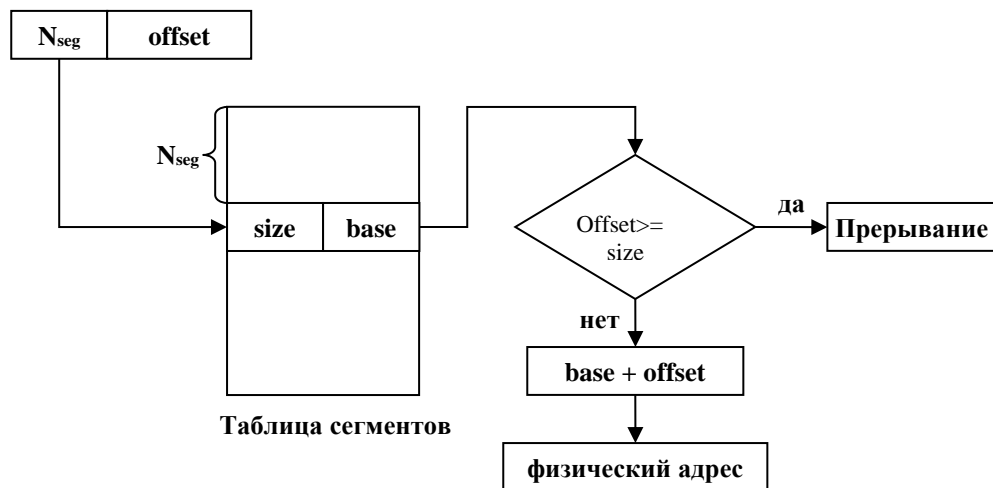 Nseg offset
Nseg
size base
Offset>=
size
да
Прерывание
нет
base + offset
Таблица сегментов
физический адрес